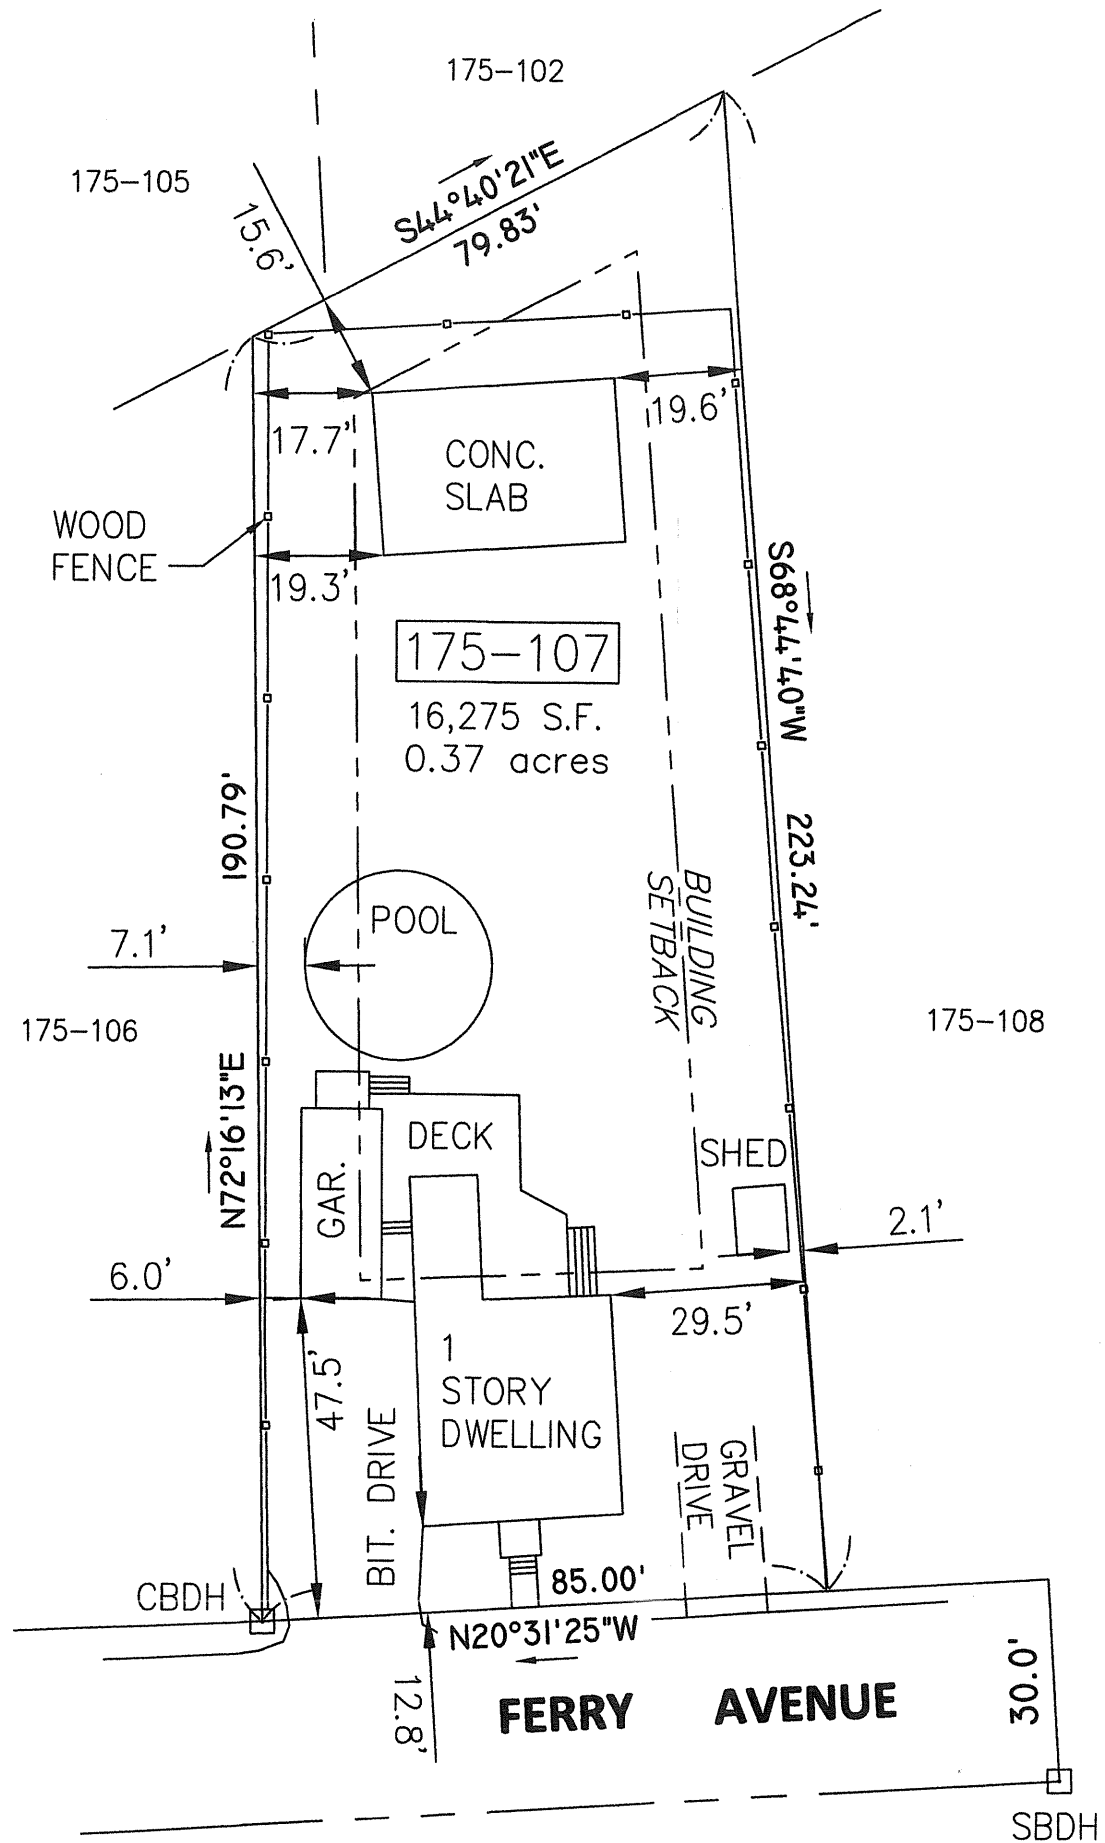 175-102
175-105
S44°40'21"E
79.83'
15.6'
17.7'
19.6'
CONC.
SLAB
WOOD
FENCE
19.3'
S68°44'40"W
223.24'
175-107
16,275 S.F.
0.37 acres
190.79'
N72°16'13"E
POOL
BUILDING
SETBACK
7.1'
175-106
175-108
DECK
GAR.
SHED
2.1'
6.0'
29.5'
47.5'
1
STORY
DWELLING
BIT. DRIVE
GRAVEL
DRIVE
CBDH
85.00'
N20°31'25"W
12.8'
FERRY AVENUE
30.0'
SBDH